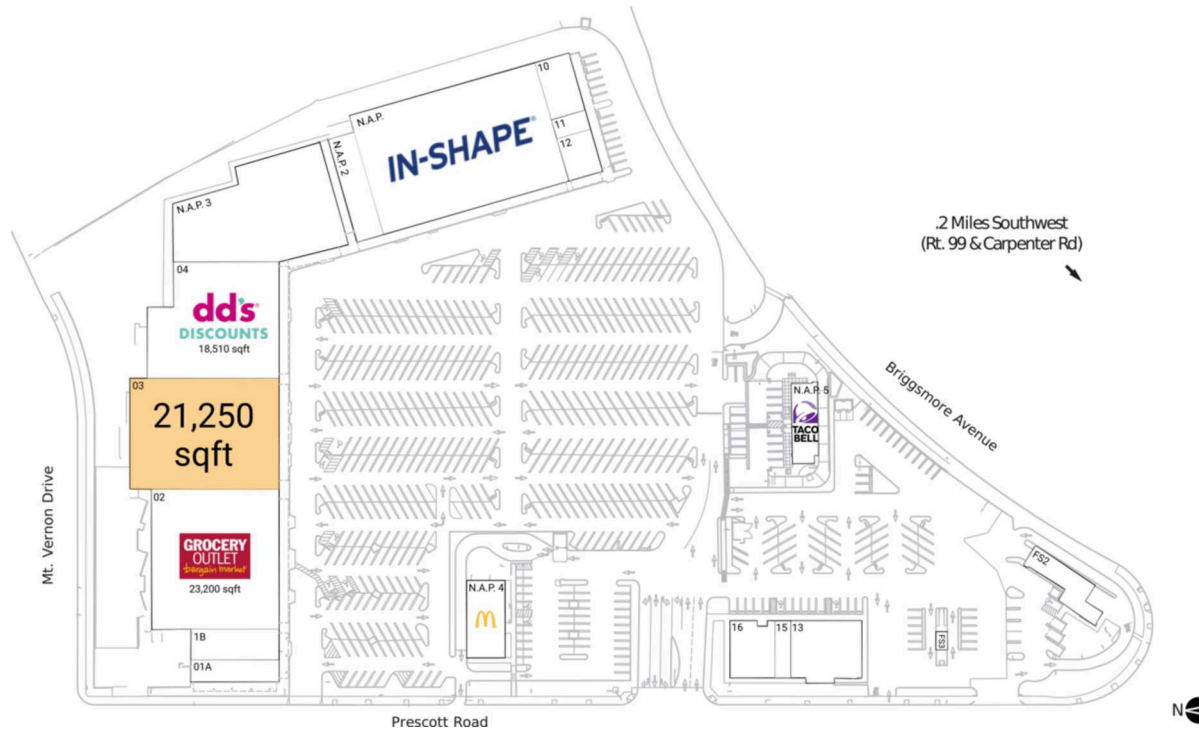 10
N.A.P.
11
12
IN-SHAPE®
N.A.P. 2
N.A.P. 3
.2 Miles Southwest
(Rt. 99 & Carpenter Rd)
04
dd's®
DISCOUNTS
18,510 sqft
03
21,250
sqft
N.A.P. 5
TACO
BELL
Briggsmore Avenue
Mt. Vernon Drive
02
GROCERY
OUTLET
bargain market
23,200 sqft
FS2
N.A.P. 4
1B
01A
16
15
13
FS3
Prescott Road
N